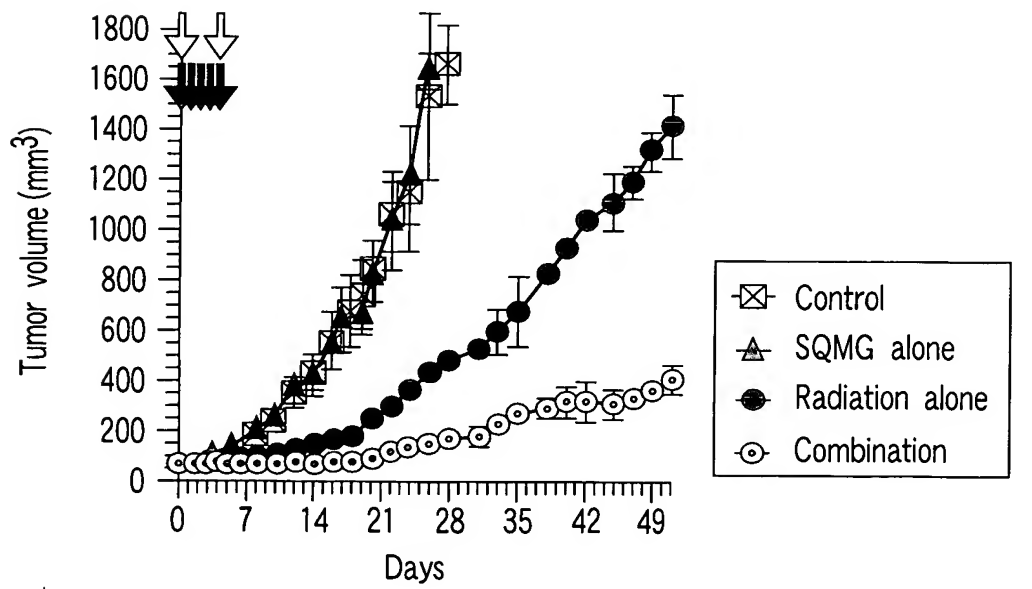 1800
1600
1400
1200
1000
800
600
400
200
0
Tumor volume (mm3)
0 7 14 21 28 35 42 49
Days
Control
SQMG alone
Radiation alone
Combination